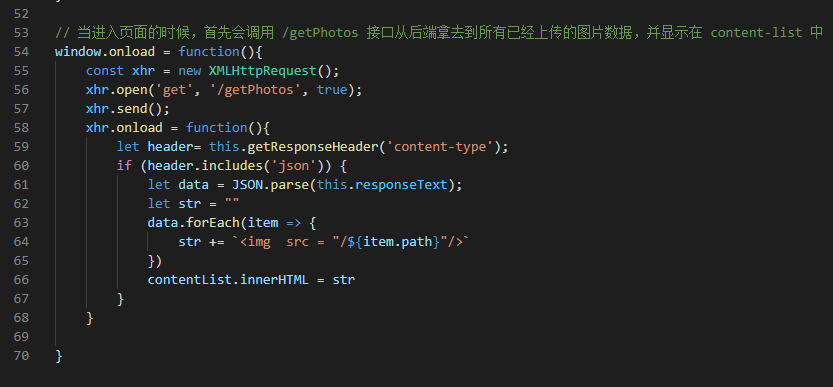 52
53 // 当进入页面的时候，首先会调用 /getPhotos 接口从后端拿去到所有已经上传的图片数据，并显示在 content-list 中
54 window.onload = function(){
55     const xhr = new XMLHttpRequest();
56     xhr.open('get', '/getPhotos', true);
57     xhr.send();
58     xhr.onload = function(){
59         let header= this.getResponseHeader('content-type');
60         if (header.includes('json')) {
61             let data = JSON.parse(this.responseText);
62             let str = ""
63             data.forEach(item => {
64                 str += `<img  src = "/${item.path}"/>`
65             })
66             contentList.innerHTML = str
67         }
68     }
69
70 }